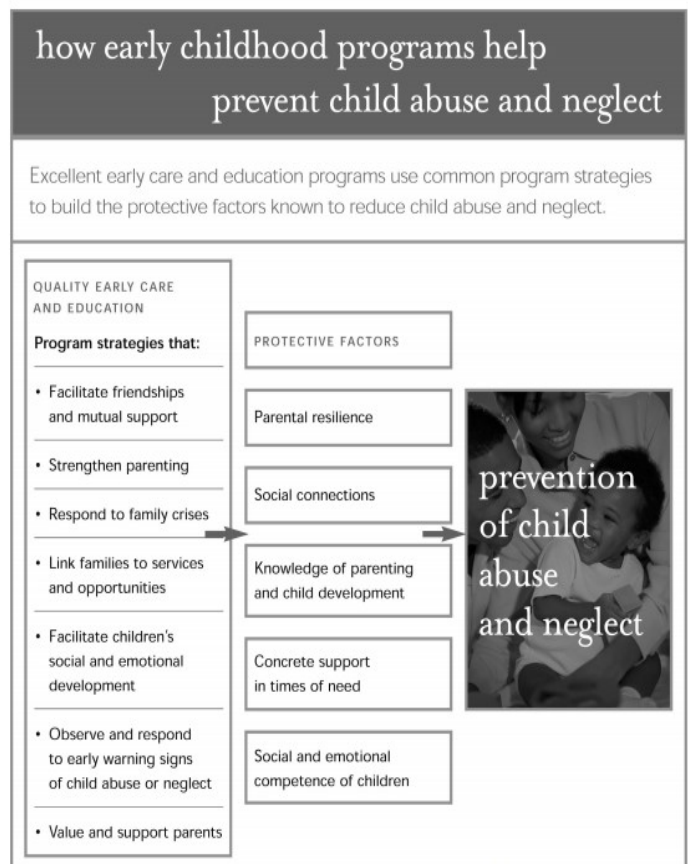 how early childhood programs help
prevent child abuse and neglect
Excellent early care and education programs use common program strategies
to build the protective factors known to reduce child abuse and neglect.
QUALITY EARLY CARE
AND EDUCATION
Program strategies that:
• Facilitate friendships
and mutual support
• Strengthen parenting
• Respond to family crises
• Link families to services
and opportunities
• Facilitate children's
social and emotional
development
• Observe and respond
to early warning signs
of child abuse or neglect
• Value and support parents
PROTECTIVE FACTORS
Parental resilience
Social connections
Knowledge of parenting
and child development
Concrete support
in times of need
Social and emotional
competence of children
prevention
of child
abuse
and neglect